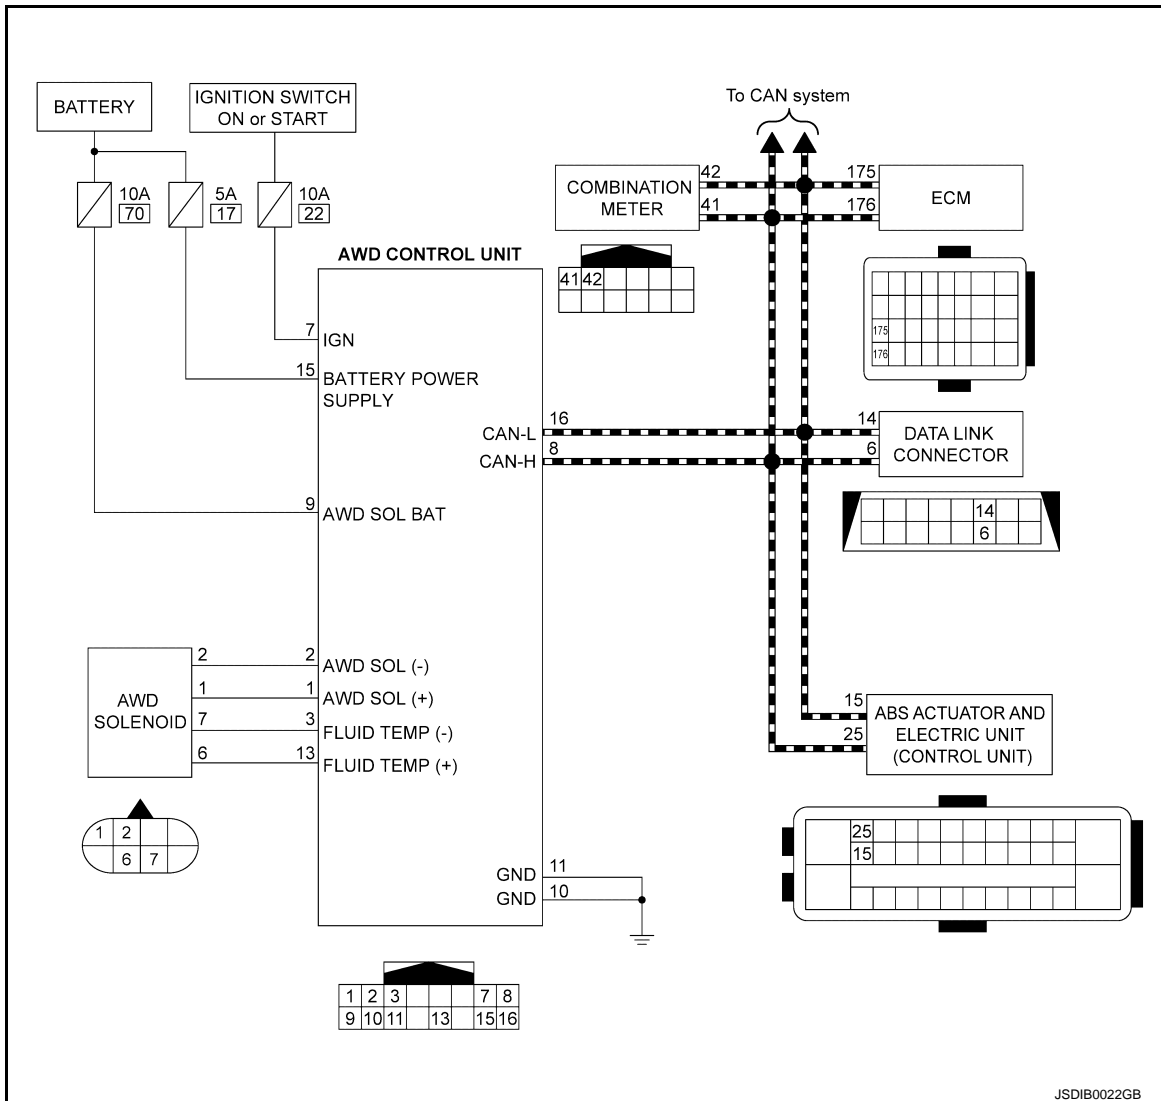 To CAN system
BATTERY
IGNITION SWITCH
ON or START
10A
70
5A
17
10A
22
COMBINATION
METER
42
41
175
176
ECM
AWD CONTROL UNIT
41 42
175
176
7
IGN
15
BATTERY POWER
SUPPLY
CAN-L
16
CAN-H
8
14
6
DATA LINK
CONNECTOR
9
AWD SOL BAT
14
6
AWD
SOLENOID
2
2
AWD SOL (-)
1
1
AWD SOL (+)
7
3
FLUID TEMP (-)
6
13
FLUID TEMP (+)
15
25
ABS ACTUATOR AND
ELECTRIC UNIT
(CONTROL UNIT)
1 2
6 7
25
15
GND
11
GND
10
1 2 3 7 8
9 10 11 13 15 16
JSDIB0022GB